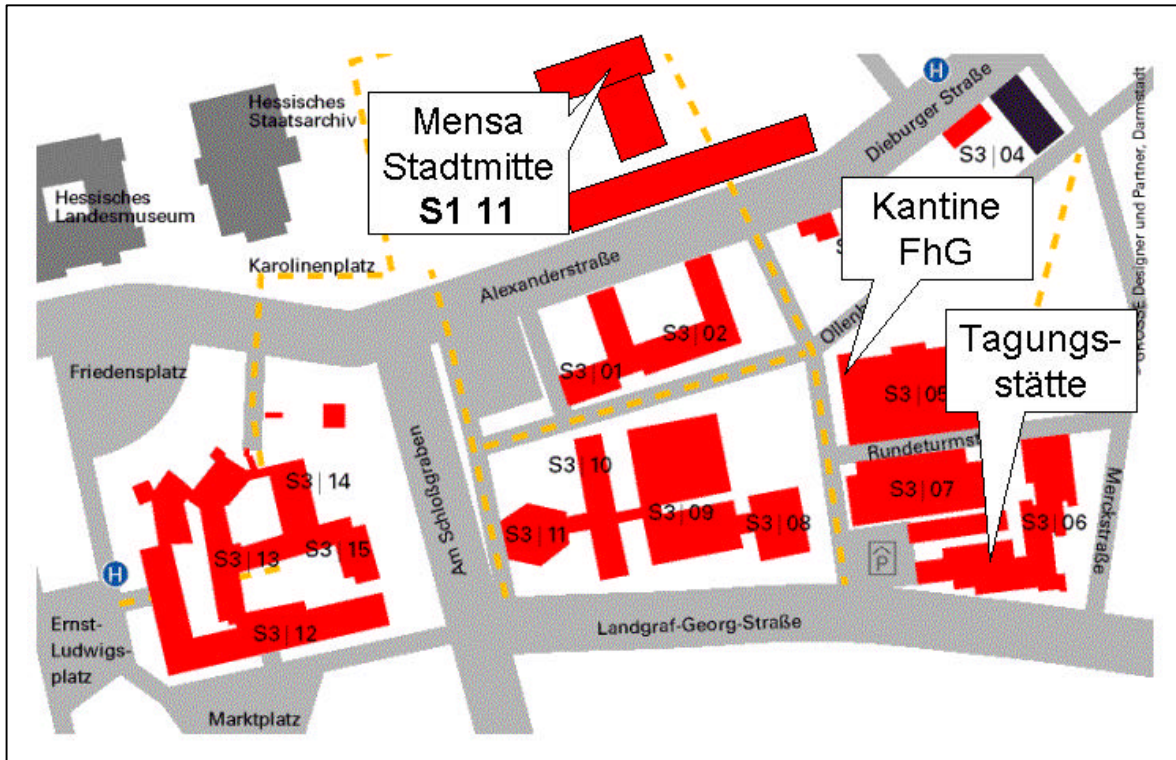 Mensa
Stadtmitte
S1 11
Hessisches
Staatsarchiv
Hessisches
Landesmuseum
Karolinenplatz
H
Dieburger Straße
S3|04
Kantine
FhG
Alexanderstraße
Friedensplatz
S3|01
S3|02
S3|05
Tagungs-
stätte
Am Schloßgraben
S3|10
S3|14
S3|07
S3|11
S3|09
S3|08
S3|06
S3|13
S3|15
P
Merckstraße
H
S3|12
Ernst-
Ludwigs-
platz
Landgraf-Georg-Straße
Marktplatz
Designer und Partner, Darmstadt